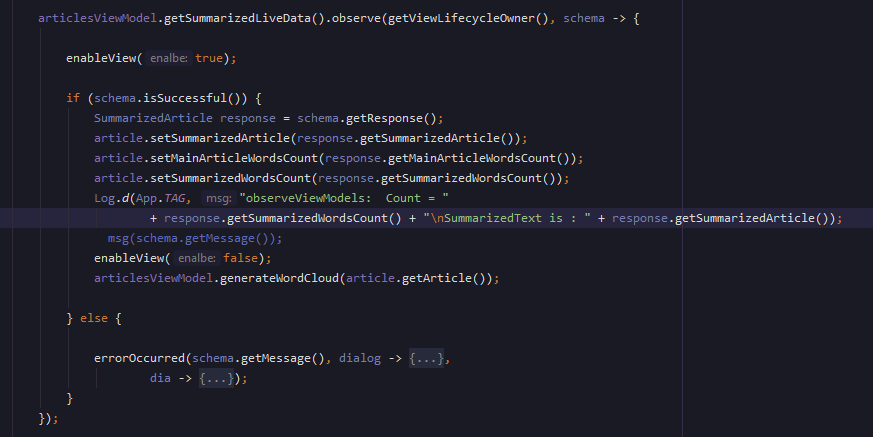 articlesViewModel.getSummarizedLiveData().observe(getViewLifecycleOwner(), schema -> {
enableView( enalbe: true);
if (schema.isSuccessful()) {
SummarizedArticle response = schema.getResponse();
article.setSummarizedArticle(response.getSummarizedArticle());
article.setMainArticleWordsCount(response.getMainArticleWordsCount());
article.setSummarizedWordsCount(response.getSummarizedWordsCount());
Log.d(App.TAG, msg: "observeViewModels:  Count = "
+ response.getSummarizedWordsCount() + "\nSummarizedText is : " + response.getSummarizedArticle());
msg(schema.getMessage());
enableView( enalbe: false);
articlesViewModel.generateWordCloud(article.getArticle());
} else {
errorOccurred(schema.getMessage(), dialog -> {...},
dia -> {...});
}
});